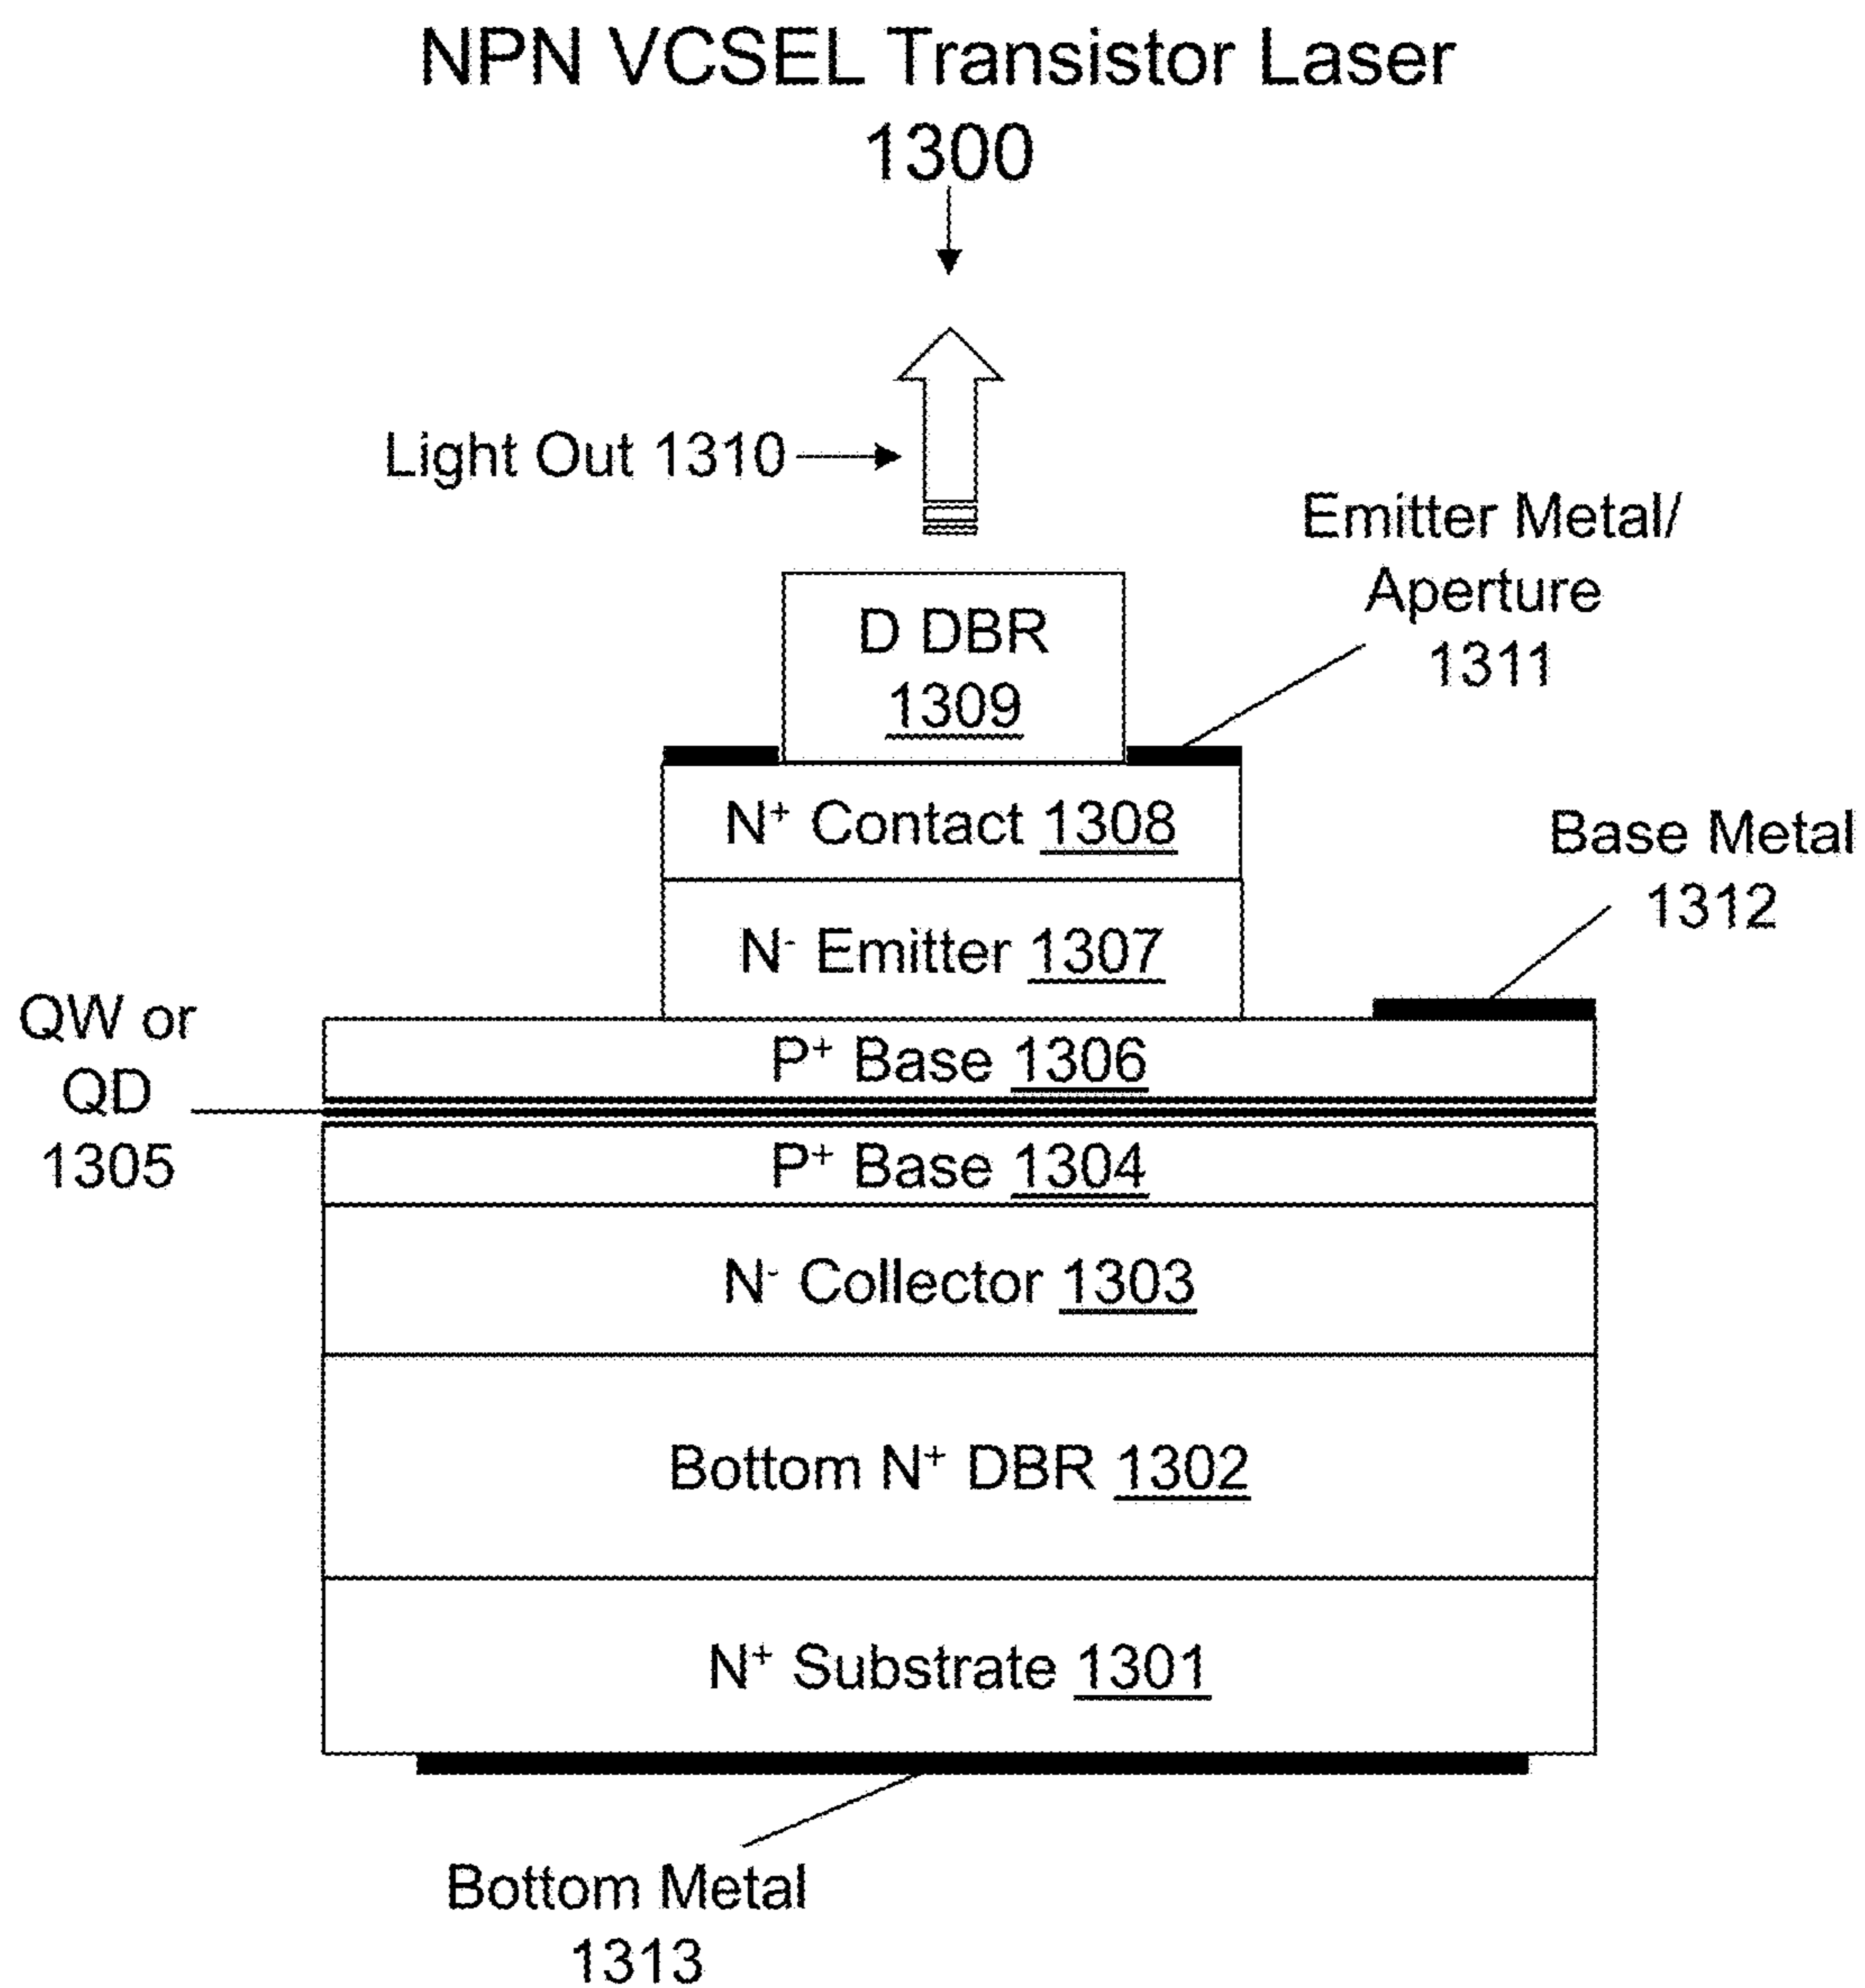 NPN VCSEL Transistor Laser
1300
Light Out 1310
Emitter Metal/
Aperture
1311
D DBR
1309
N⁺ Contact 1308
Base Metal
1312
N⁻ Emitter 1307
QW or
QD
1305
P⁺ Base 1306
P⁺ Base 1304
N⁻ Collector 1303
Bottom N⁺ DBR 1302
N⁺ Substrate 1301
Bottom Metal
1313